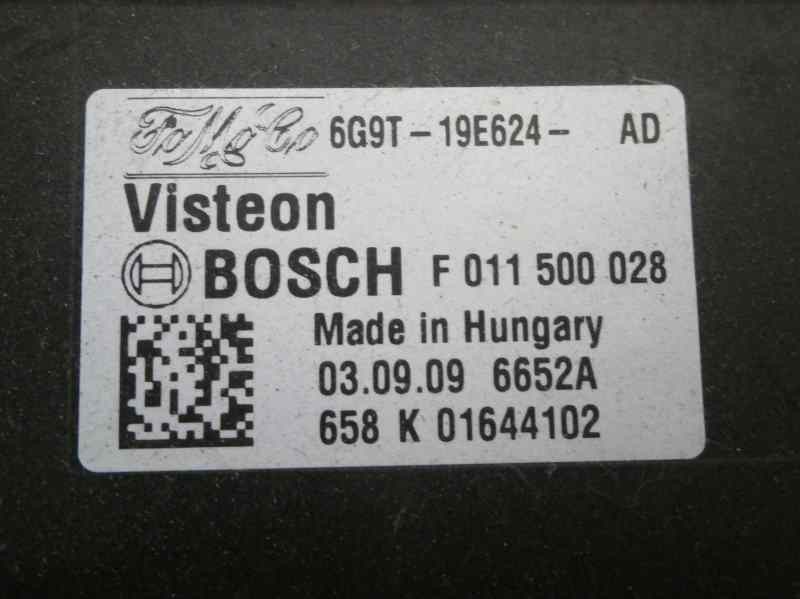 FoMoCo 6G9T - 19E624 - AD
Visteon
BOSCH F 011 500 028
Made in Hungary
03.09.09 6652A
658 K 01644102